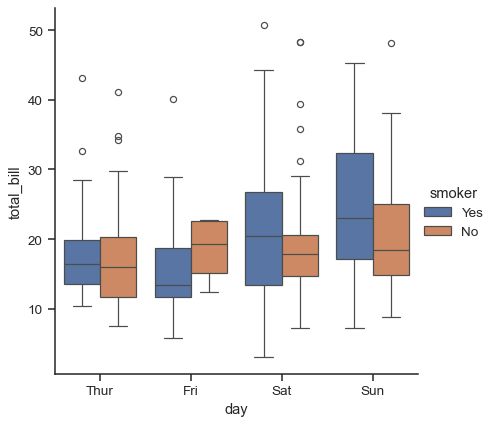 50
40
30
20
10
total_bill
Thur Fri Sat Sun
day
smoker
Yes
No